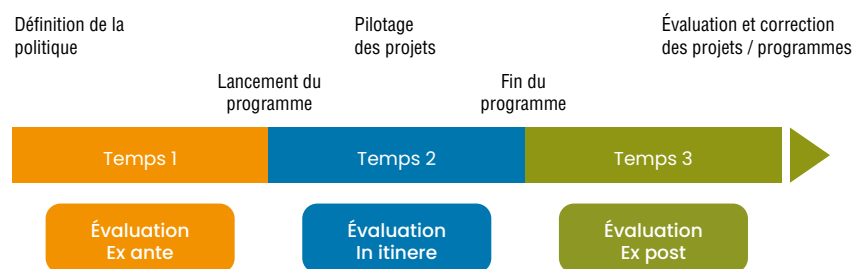 Définition de la
politique
Pilotage
des projets
Évaluation et correction
des projets / programmes
Lancement du
programme
Fin du
programme
Temps 1
Temps 2
Temps 3
Évaluation
Ex ante
Évaluation
In itinere
Évaluation
Ex post